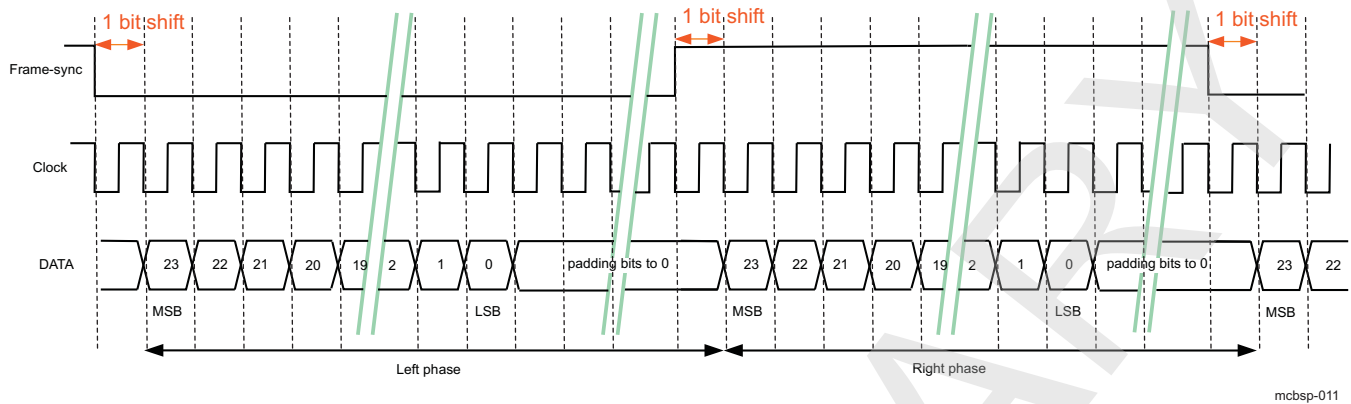 1 bit shift 1 bit shift 1 bit shift
Frame-sync
Clock
DATA 23 22 21 20 19 2 1 0 padding bits to 0 23 22 21 20 19 2 1 0 padding bits to 0 23 22
MSB LSB MSB LSB MSB
Left phase Right phase
mcbsp-011
ARY